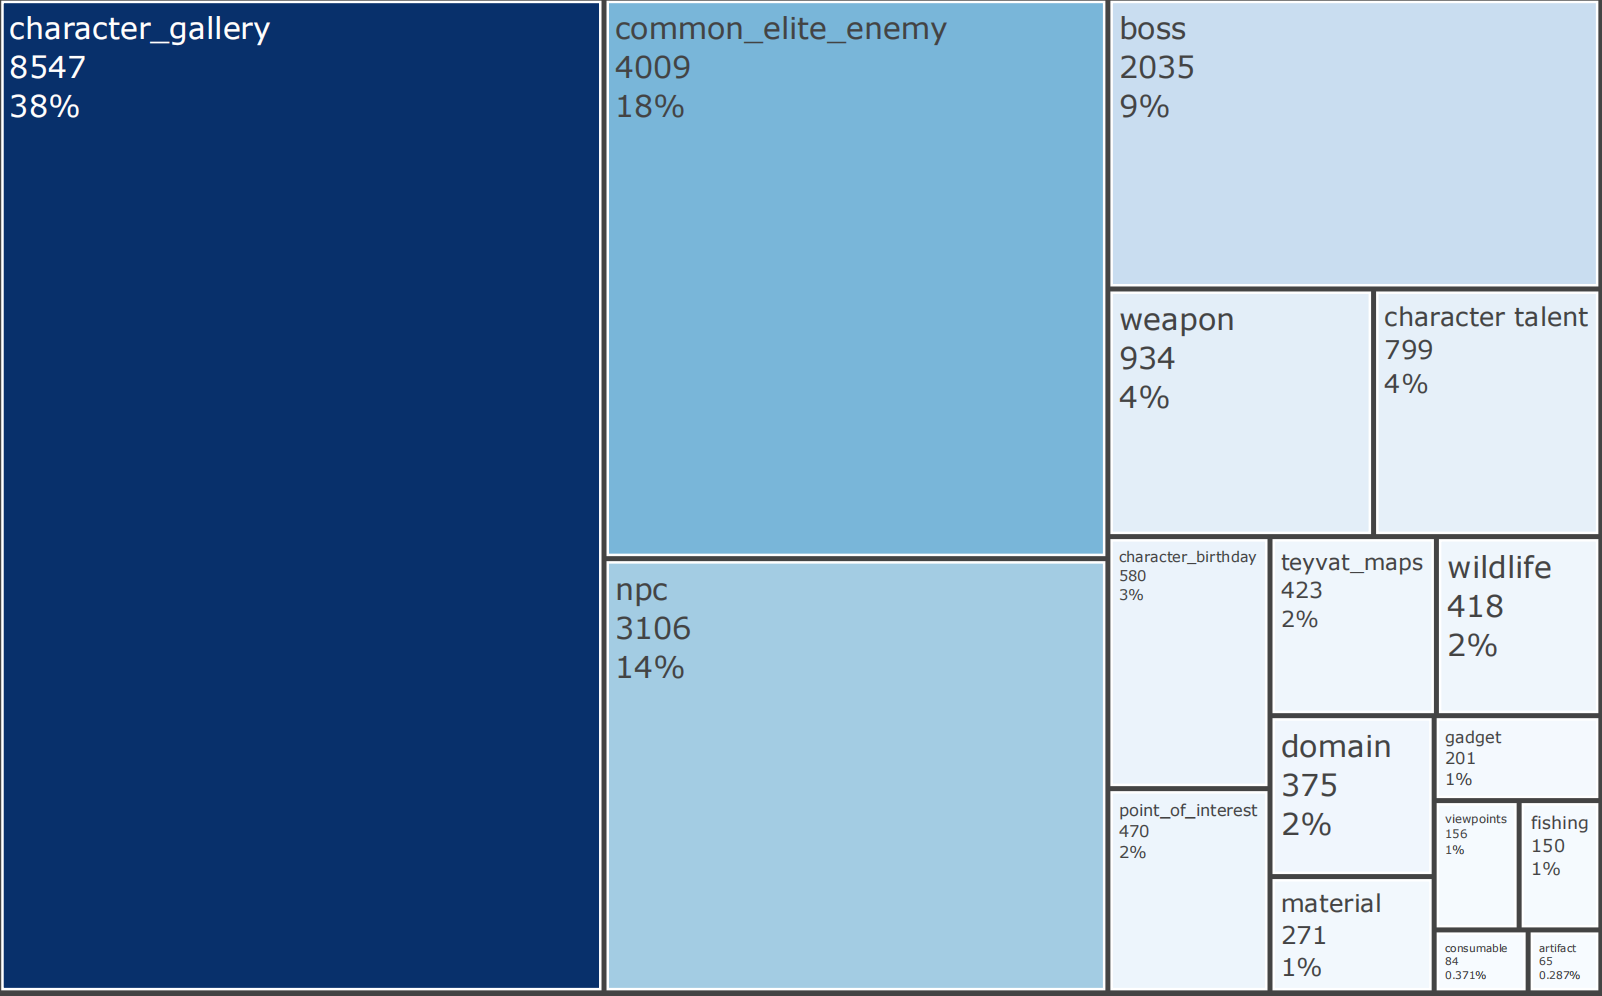 character_gallery
8547
38%
common_elite_enemy
4009
18%
npc
3106
14%
boss
2035
9%
weapon
934
4%
character talent
799
4%
character_birthday
580
3%
point_of_interest
470
2%
teyvat_maps
423
2%
wildlife
418
2%
domain
375
2%
material
271
1%
gadget
201
1%
viewpoints
156
1%
fishing
150
1%
consumable
84
0.371%
artifact
65
0.287%